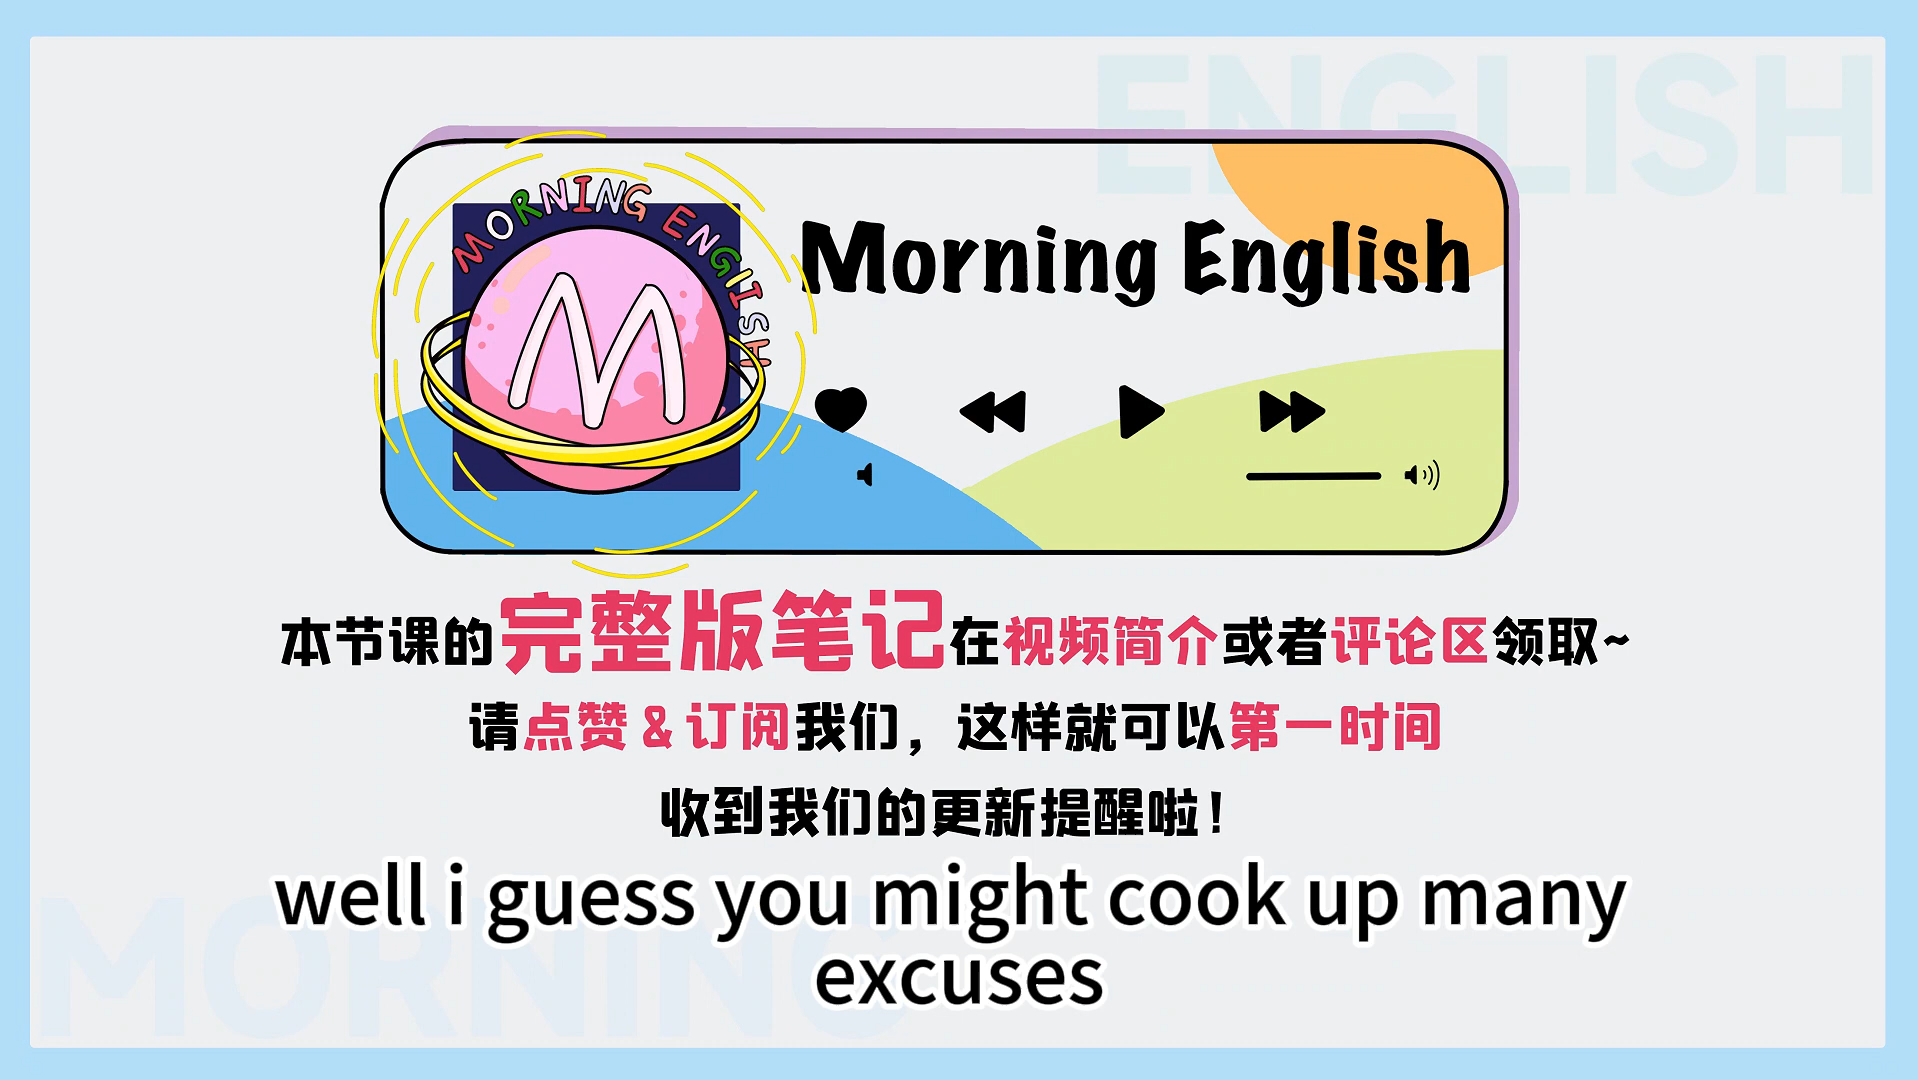 ENGLISH
MORNING ENGLISH
M
Morning English
本节课的完整版笔记在视频简介或者评论区领取~
请点赞&订阅我们，这样就可以第一时间
收到我们的更新提醒啦！
well i guess you might cook up many
excuses
MORNING